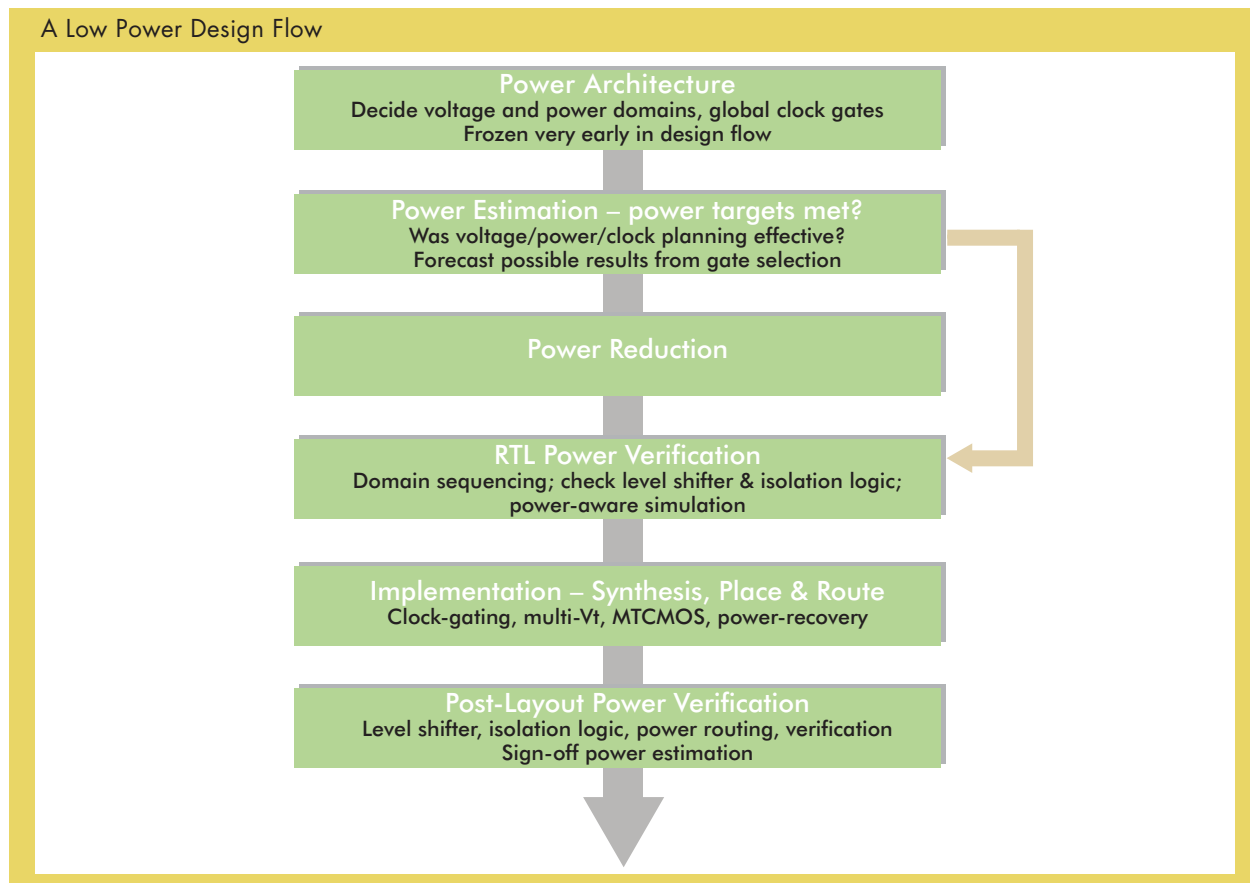 A Low Power Design Flow
Power Architecture
Decide voltage and power domains, global clock gates
Frozen very early in design flow
Power Estimation – power targets met?
Was voltage/power/clock planning effective?
Forecast possible results from gate selection
Power Reduction
RTL Power Verification
Domain sequencing; check level shifter & isolation logic;
power-aware simulation
Implementation – Synthesis, Place & Route
Clock-gating, multi-Vt, MTCMOS, power-recovery
Post-Layout Power Verification
Level shifter, isolation logic, power routing, verification
Sign-off power estimation